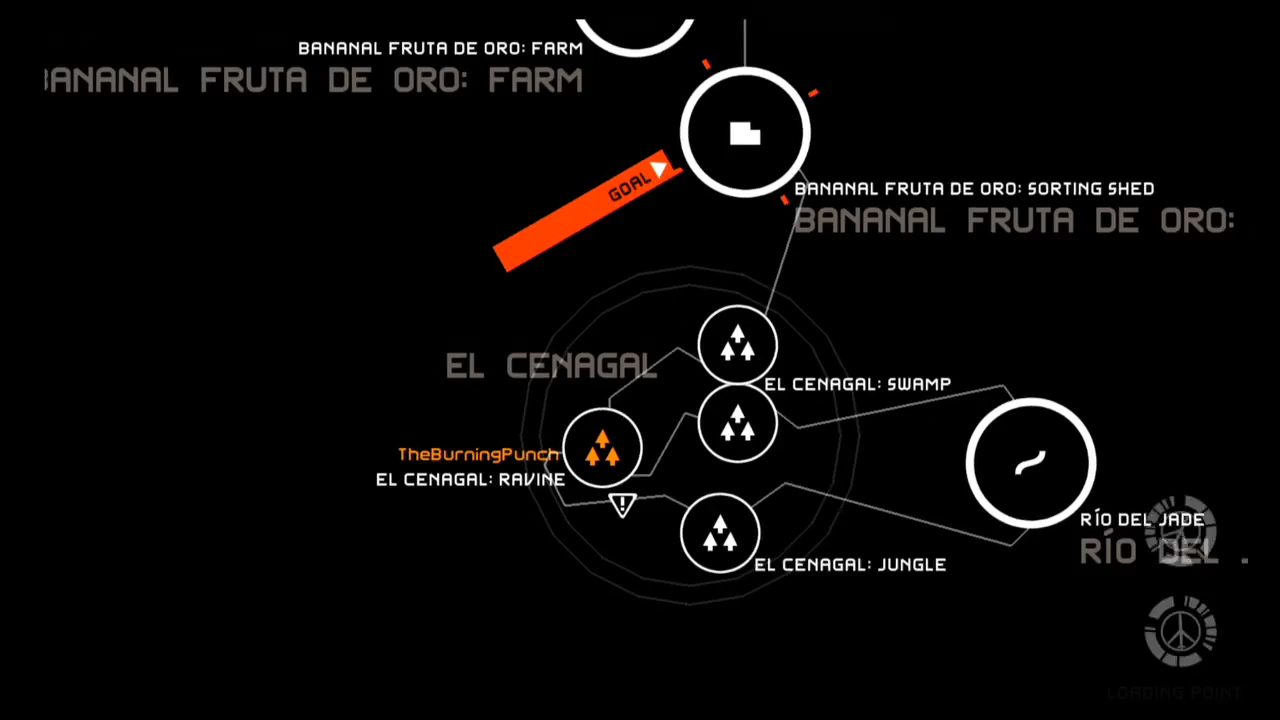 BANANAL FRUTA DE ORO: FARM
BANANAL FRUTA DE ORO: FARM
GOAL
BANANAL FRUTA DE ORO: SORTING SHED
BANANAL FRUTA DE ORO:
EL CENAGAL
EL CENAGAL: SWAMP
TheBurningPunch
EL CENAGAL: RAVINE
!
RÍO DEL JADE
RÍO DEL .
EL CENAGAL: JUNGLE
LOADING POINT